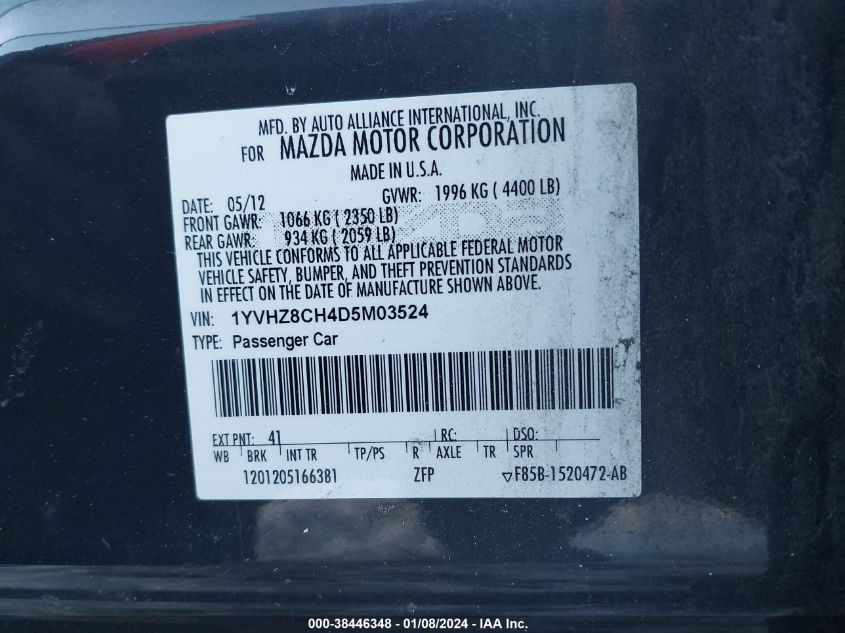 MFD. BY AUTO ALLIANCE INTERNATIONAL, INC.
FOR MAZDA MOTOR CORPORATION
MADE IN U.S.A.
DATE: 05/12 GVWR: 1996 KG ( 4400 LB)
FRONT GAWR: 1066 KG ( 2350 LB)
REAR GAWR: 934 KG ( 2059 LB)
THIS VEHICLE CONFORMS TO ALL APPLICABLE FEDERAL MOTOR
VEHICLE SAFETY, BUMPER, AND THEFT PREVENTION STANDARDS
IN EFFECT ON THE DATE OF MANUFACTURE SHOWN ABOVE.
VIN: 1YVHZ8CH4D5M03524
TYPE: Passenger Car
EXT PNT: 41 RC: DSO:
WB BRK INT TR TP/PS R AXLE TR SPR
1201205166381 ZFP ▽F85B-1520472-AB
000-38446348 - 01/08/2024 - IAA Inc.